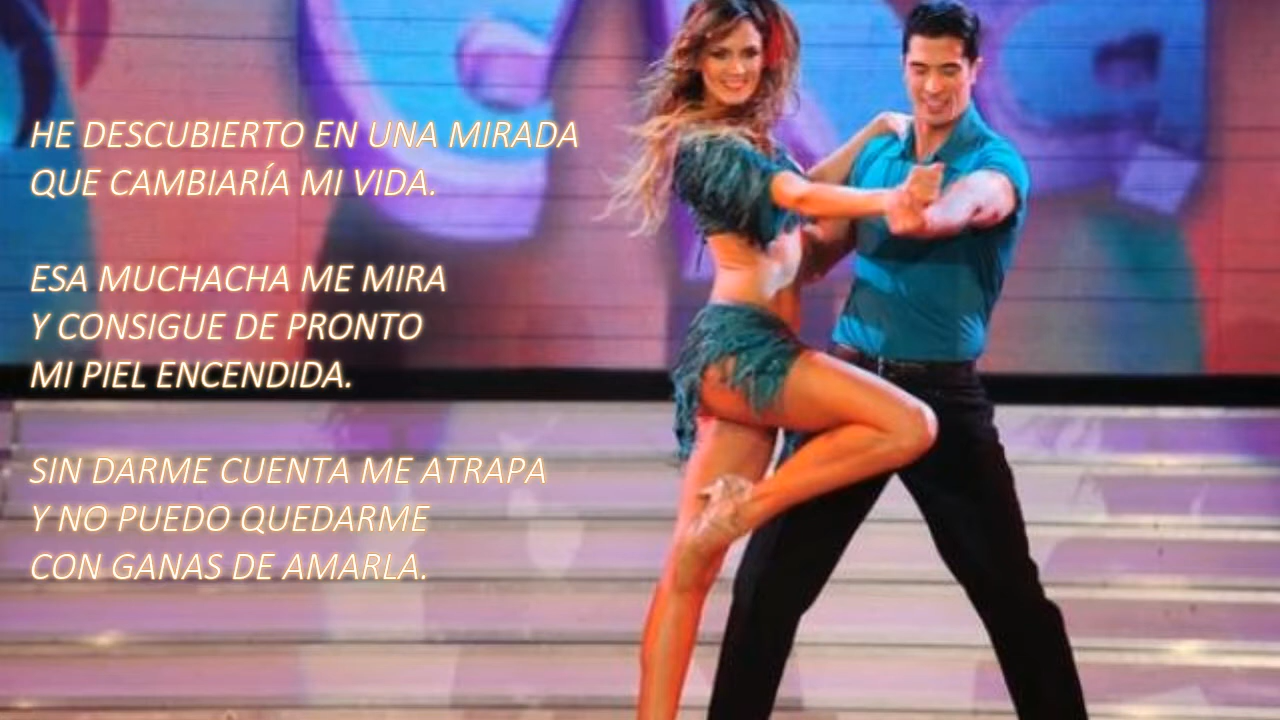 HE DESCUBIERTO EN UNA MIRADA
QUE CAMBIARÍA MI VIDA.
ESA MUCHACHA ME MIRA
Y CONSIGUE DE PRONTO
MI PIEL ENCENDIDA.
SIN DARME CUENTA ME ATRAPA
Y NO PUEDO QUEDARME
CON GANAS DE AMARLA.